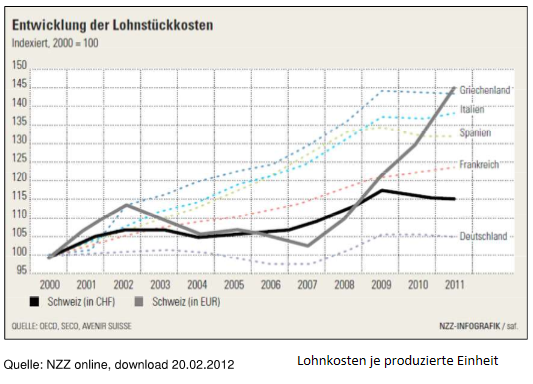 Entwicklung der Lohnstückkosten
Indexiert, 2000 = 100
150
145
140
135
130
125
120
115
110
105
100
95
Griechenland
Italien
Spanien
Frankreich
Deutschland
2000 2001 2002 2003 2004 2005 2006 2007 2008 2009 2010 2011
Schweiz (in CHF) Schweiz (in EUR)
QUELLE: OECD, SECO, AVENIR SUISSE NZZ-INFOGRAFIK / saf.
Quelle: NZZ online, download 20.02.2012 Lohnkosten je produzierte Einheit